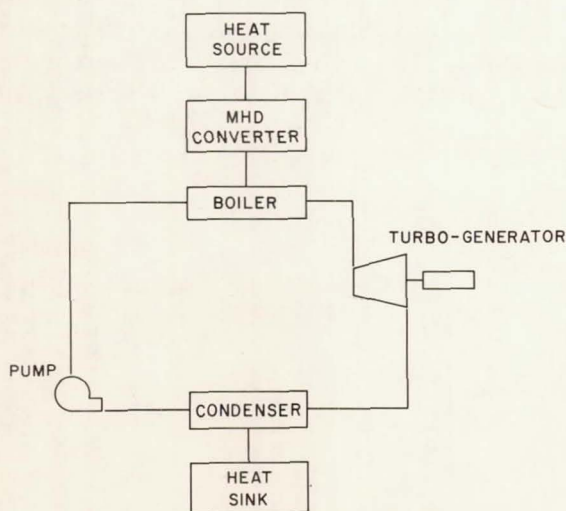 HEAT
SOURCE
MHD
CONVERTER
BOILER
TURBO-GENERATOR
PUMP
CONDENSER
HEAT
SINK